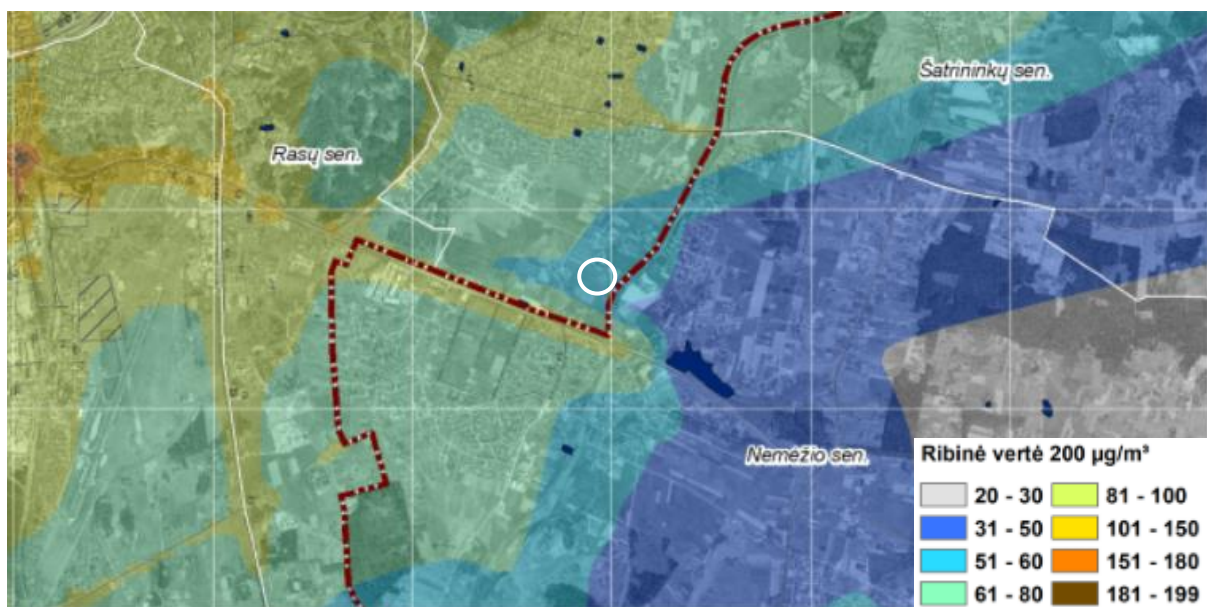 Šatrininkų sen.
Rasų sen.
Nemėžio sen.
Ribinė vertė 200 µg/m³
20 - 30
81 - 100
31 - 50
101 - 150
51 - 60
151 - 180
61 - 80
181 - 199